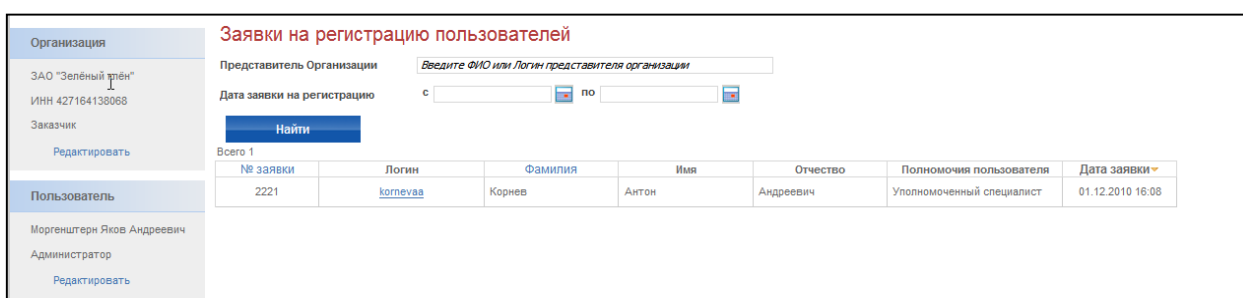 Организация
ЗАО "Зелёный клён"
ИНН 427164138068
Заказчик
Редактировать
Пользователь
Моргенштерн Яков Андреевич
Администратор
Редактировать
Заявки на регистрацию пользователей
Представитель Организации Введите ФИО или Логин представителя организации
Дата заявки на регистрацию с по
Найти
Всего 1
№ заявки Логин Фамилия Имя Отчество Полномочия пользователя Дата заявки
2221 kornevaa Корнев Антон Андреевич Уполномоченный специалист 01.12.2010 16:08